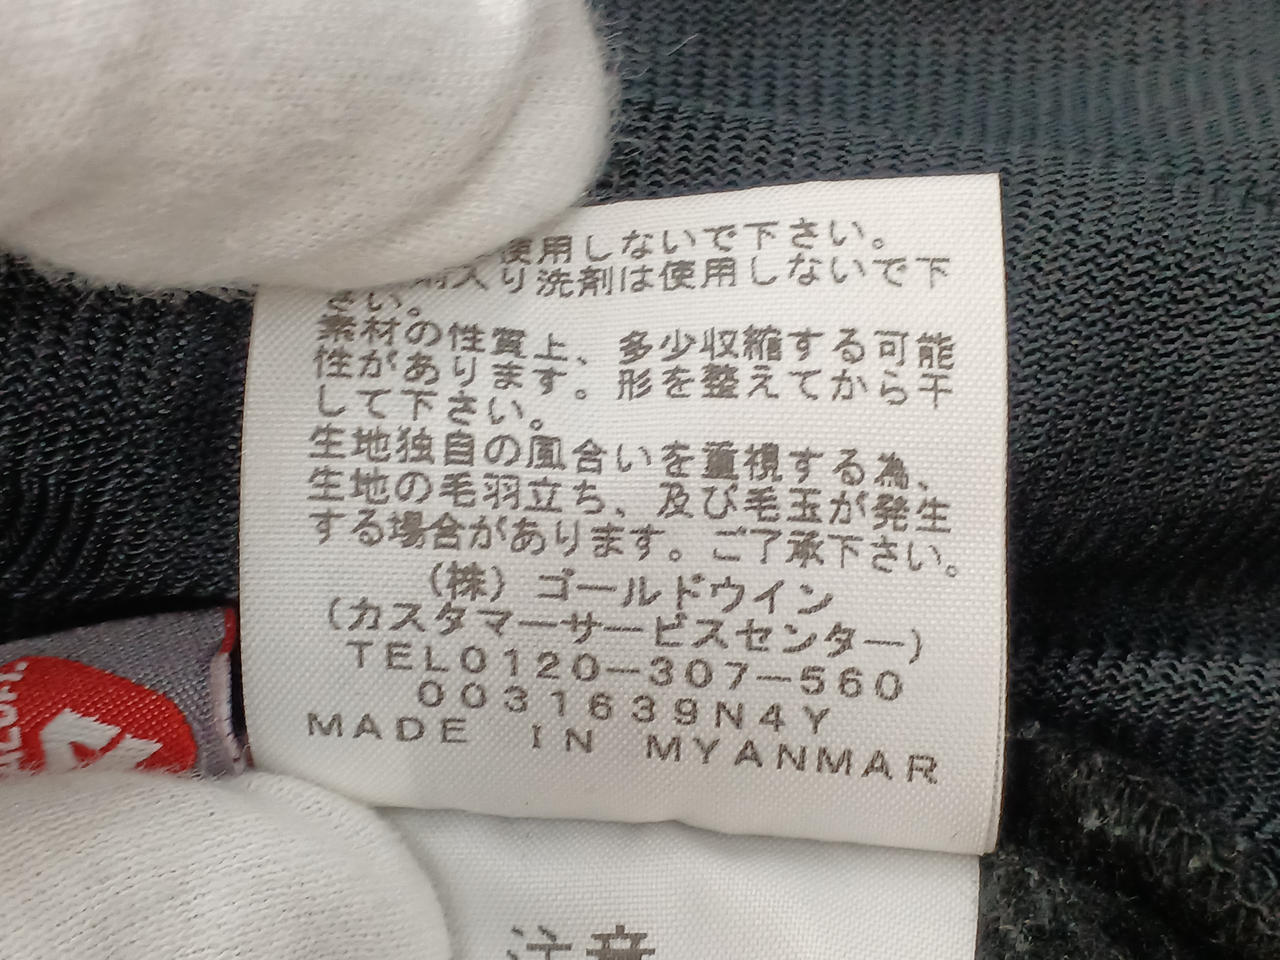 使用しないで下さい。
剤入り洗剤は使用しないで下
さい。
素材の性質上、多少収縮する可能
性があります。形を整えてから干
して下さい。
生地独自の風合いを重視する為、
生地の毛羽立ち、及び毛玉が発生
する場合があります。ご了承下さい。
(株)ゴールドウイン
(カスタマーサービスセンター)
TEL0120-307-560
0031639N4Y
MADE IN MYANMAR
注意